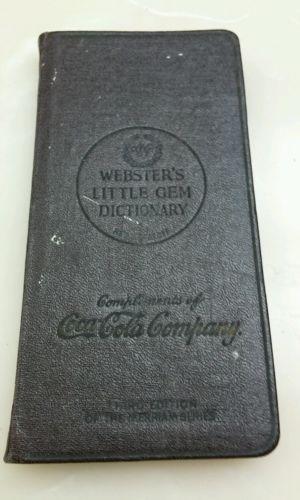 WEBSTER'S
LITTLE GEM
DICTIONARY
Compliments of
Coca-Cola Company.
THIRD EDITION
OF THE MERRIAM SERIES